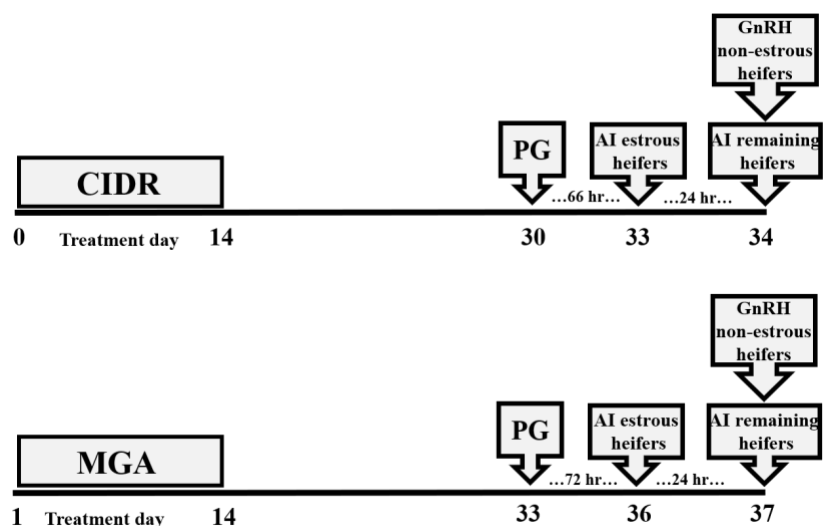 GnRH
non-estrous
heifers
PG
AI estrous
heifers
AI remaining
heifers
CIDR
...66 hr...
...24 hr...
0 Treatment day 14 30 33 34
GnRH
non-estrous
heifers
PG
AI estrous
heifers
AI remaining
heifers
MGA
...72 hr...
...24 hr...
1 Treatment day 14 33 36 37